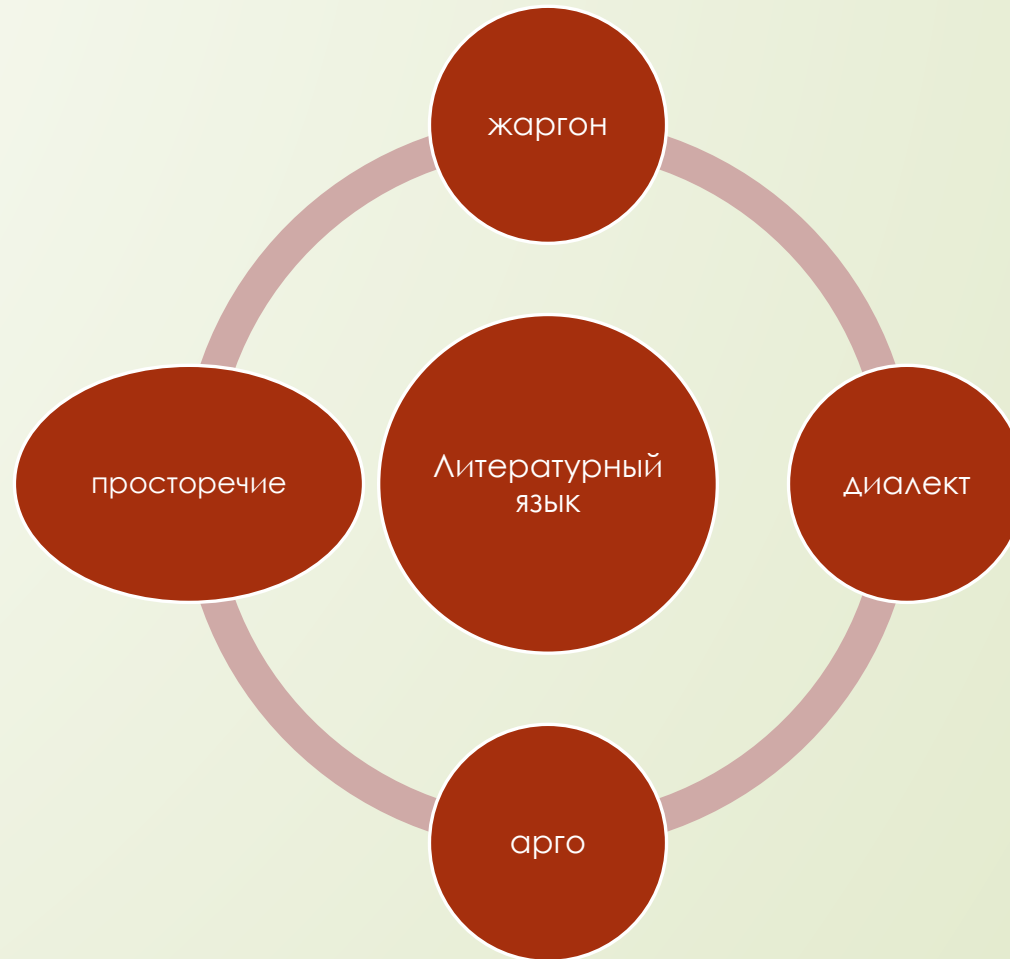 жаргон
просторечие
Литературный
язык
диалект
арго